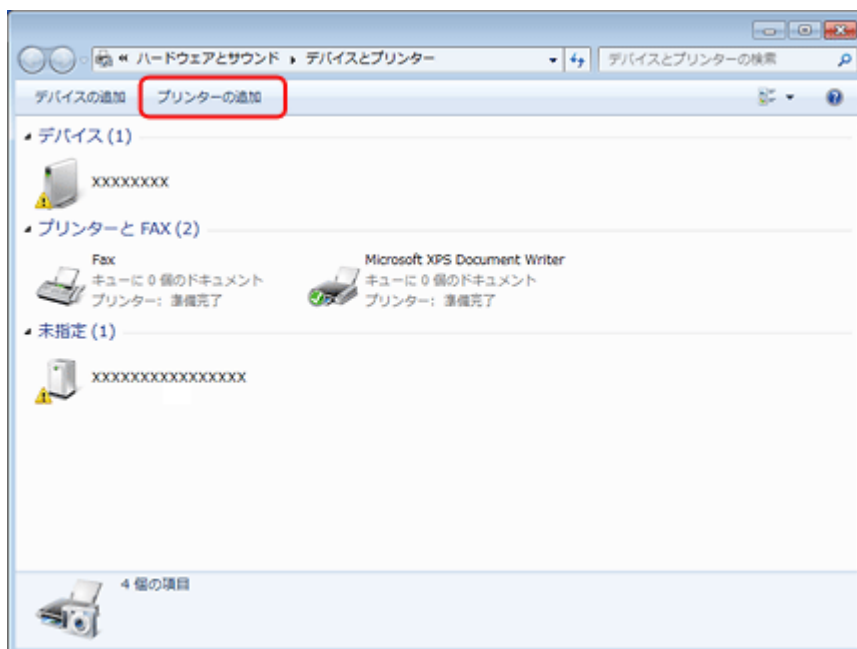 « ハードウェアとサウンド ▸ デバイスとプリンター
デバイスとプリンターの検索
デバイスの追加 プリンターの追加
デバイス (1)
XXXXXXXX
プリンターと FAX (2)
Fax
キューに 0 個のドキュメント
プリンター: 準備完了
Microsoft XPS Document Writer
キューに 0 個のドキュメント
プリンター: 準備完了
未指定 (1)
XXXXXXXXXXXXXXXX
4 個の項目